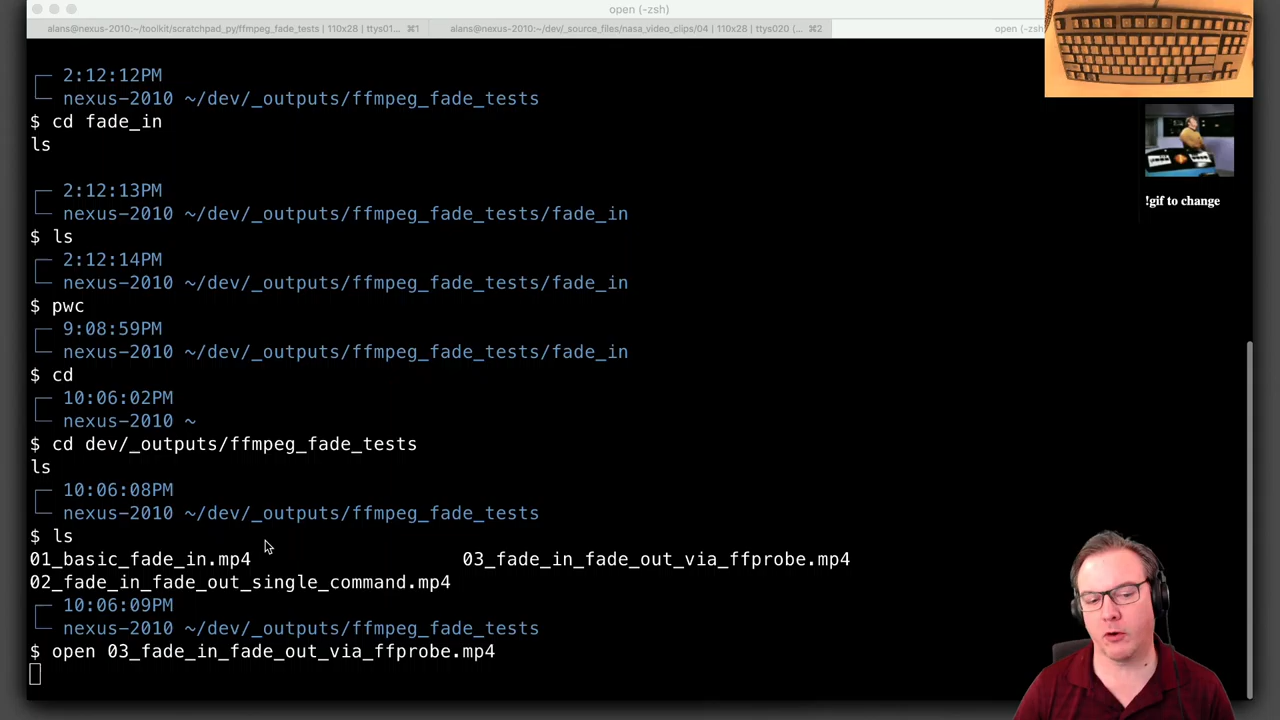 open (-zsh)
alans@nexus-2010:~/toolkit/scratchpad_py/ffmpeg_fade_tests | 110x28 | ttys01... ⌘1
alans@nexus-2010:~/dev/_source_files/nasa_video_clips/04 | 110x28 | ttys020 (... ⌘2
open (-zsh)
2:12:12PM
nexus-2010 ~/dev/_outputs/ffmpeg_fade_tests
$ cd fade_in
ls
2:12:13PM
nexus-2010 ~/dev/_outputs/ffmpeg_fade_tests/fade_in
$ ls
2:12:14PM
nexus-2010 ~/dev/_outputs/ffmpeg_fade_tests/fade_in
$ pwc
9:08:59PM
nexus-2010 ~/dev/_outputs/ffmpeg_fade_tests/fade_in
$ cd
10:06:02PM
nexus-2010 ~
$ cd dev/_outputs/ffmpeg_fade_tests
ls
10:06:08PM
nexus-2010 ~/dev/_outputs/ffmpeg_fade_tests
$ ls
01_basic_fade_in.mp4 03_fade_in_fade_out_via_ffprobe.mp4
02_fade_in_fade_out_single_command.mp4
10:06:09PM
nexus-2010 ~/dev/_outputs/ffmpeg_fade_tests
$ open 03_fade_in_fade_out_via_ffprobe.mp4
!gif to change